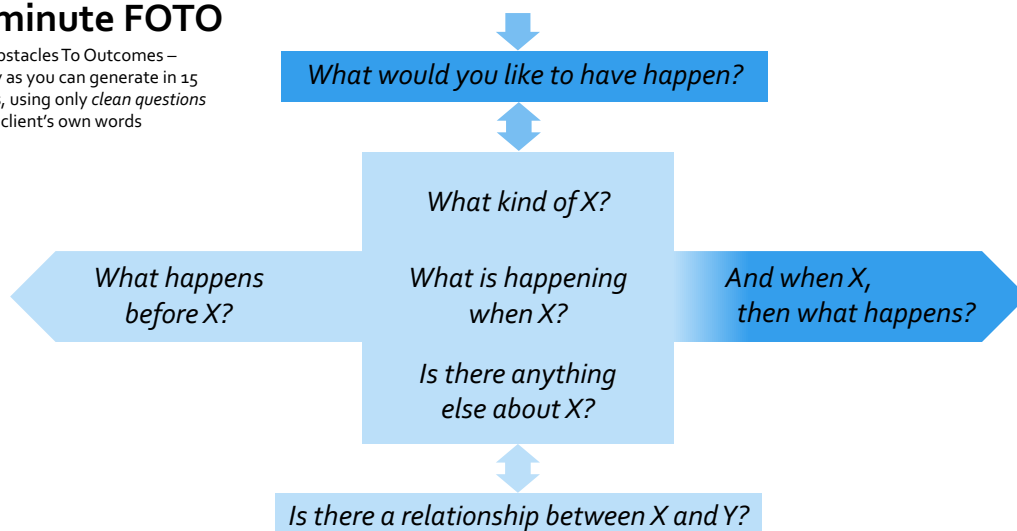 minute FOTO
To Outcomes –
as you can generate in 15
using only clean questions
client's own words
What would you like to have happen?
What kind of X?
What happens
before X?
What is happening
when X?
And when X,
then what happens?
Is there anything
else about X?
Is there a relationship between X and Y?